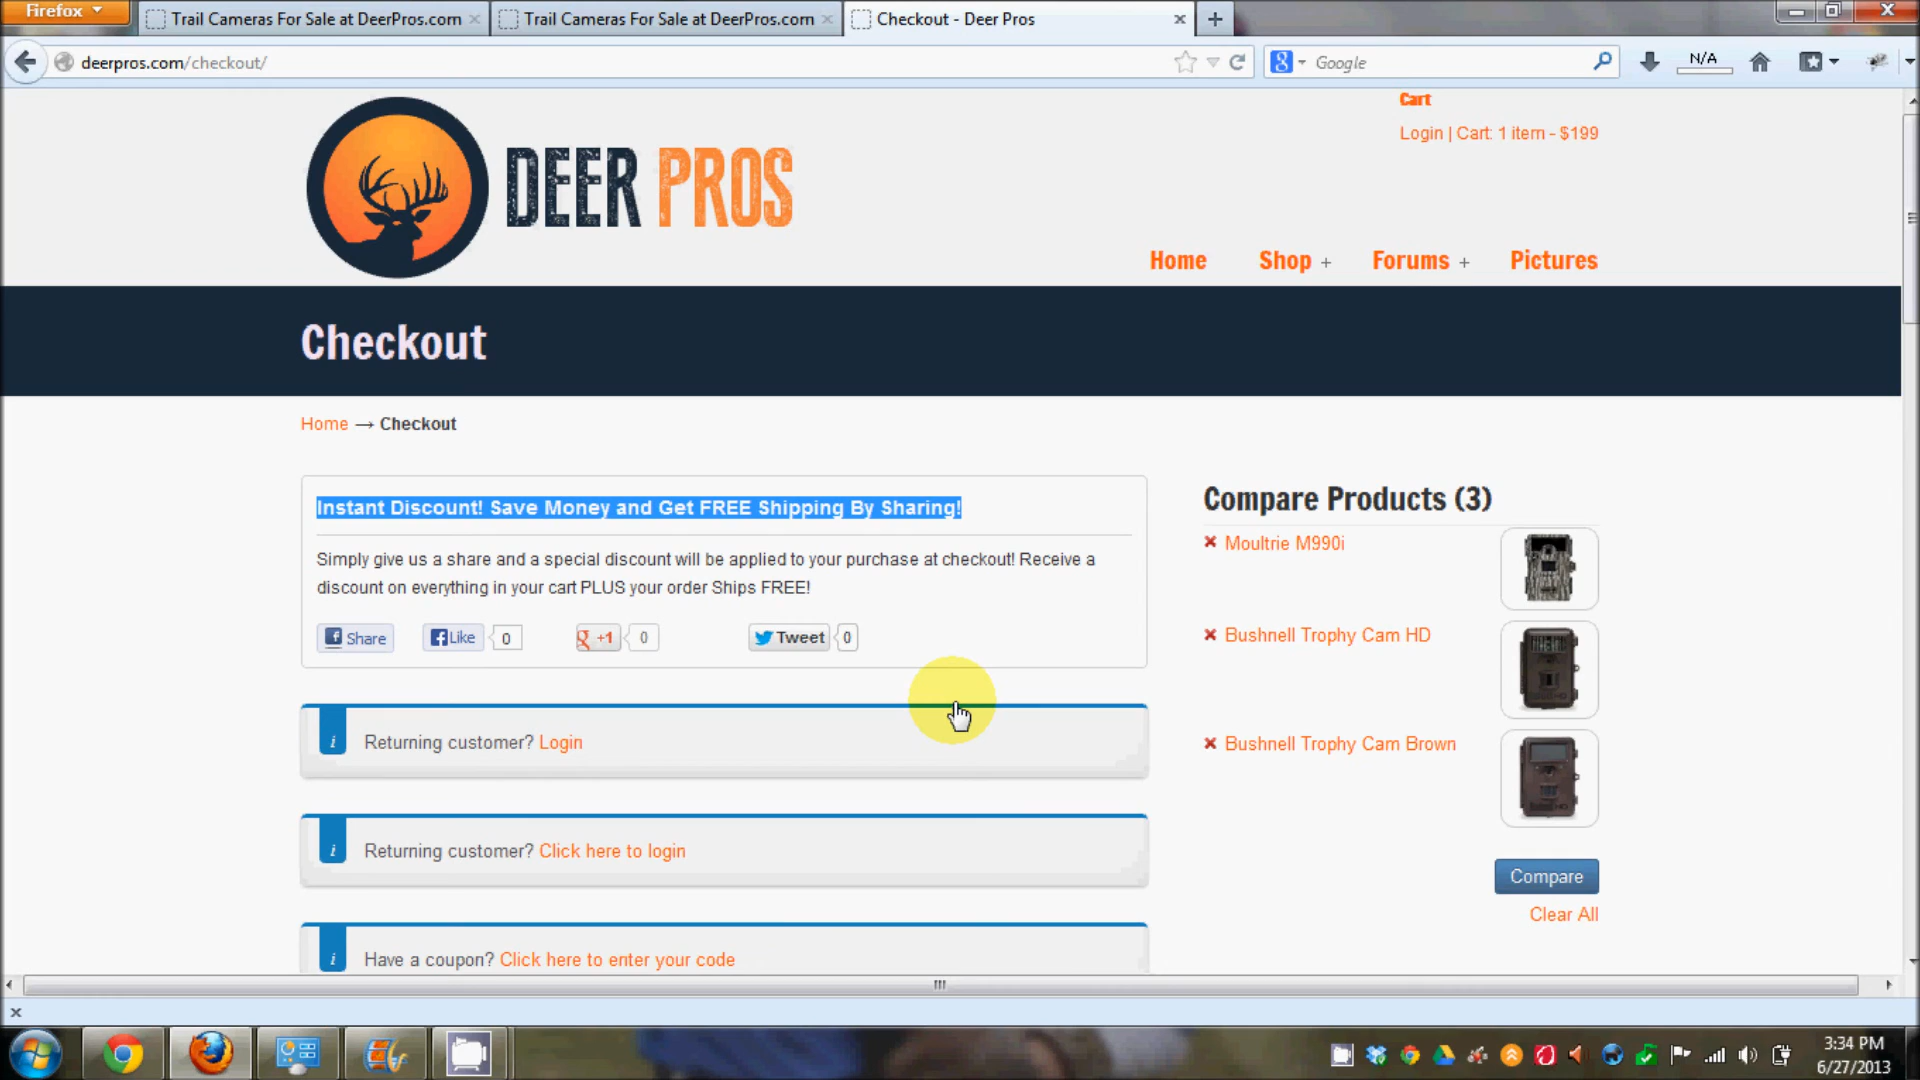 Firefox
Trail Cameras For Sale at DeerPros.com
Trail Cameras For Sale at DeerPros.com
Checkout - Deer Pros
deerpros.com/checkout/
Google
N/A
Cart
Login | Cart: 1 item - $199
DEER PROS
Home Shop + Forums + Pictures
Checkout
Home → Checkout
Instant Discount! Save Money and Get FREE Shipping By Sharing!
Simply give us a share and a special discount will be applied to your purchase at checkout! Receive a
discount on everything in your cart PLUS your order Ships FREE!
Share Like 0 +1 0 Tweet 0
Returning customer? Login
Returning customer? Click here to login
Have a coupon? Click here to enter your code
Compare Products (3)
Moultrie M990i
Bushnell Trophy Cam HD
Bushnell Trophy Cam Brown
Compare
Clear All
3:34 PM
6/27/2013